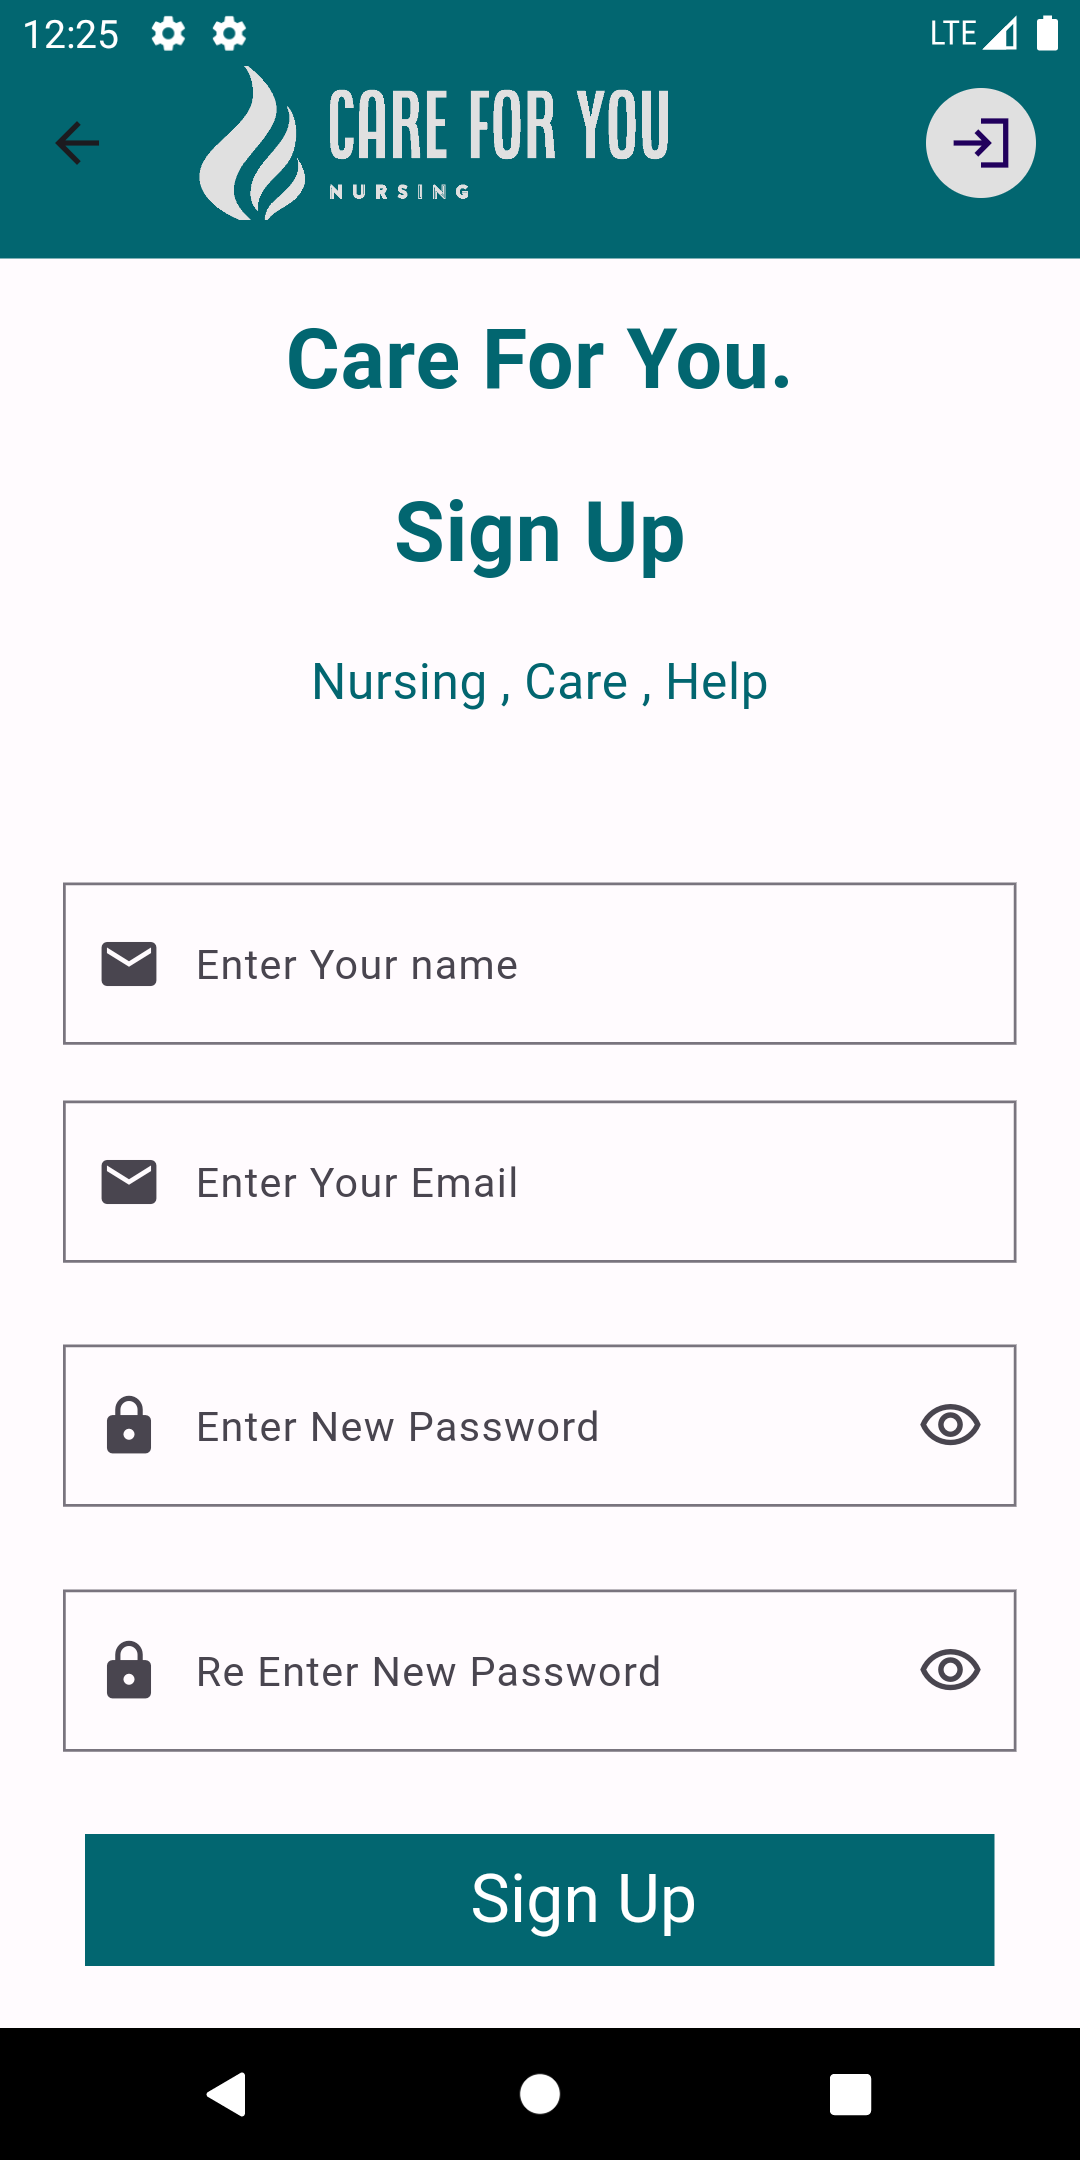 12:25 LTE
CARE FOR YOU
NURSING
Care For You.
Sign Up
Nursing , Care , Help
Enter Your name
Enter Your Email
Enter New Password
Re Enter New Password
Sign Up